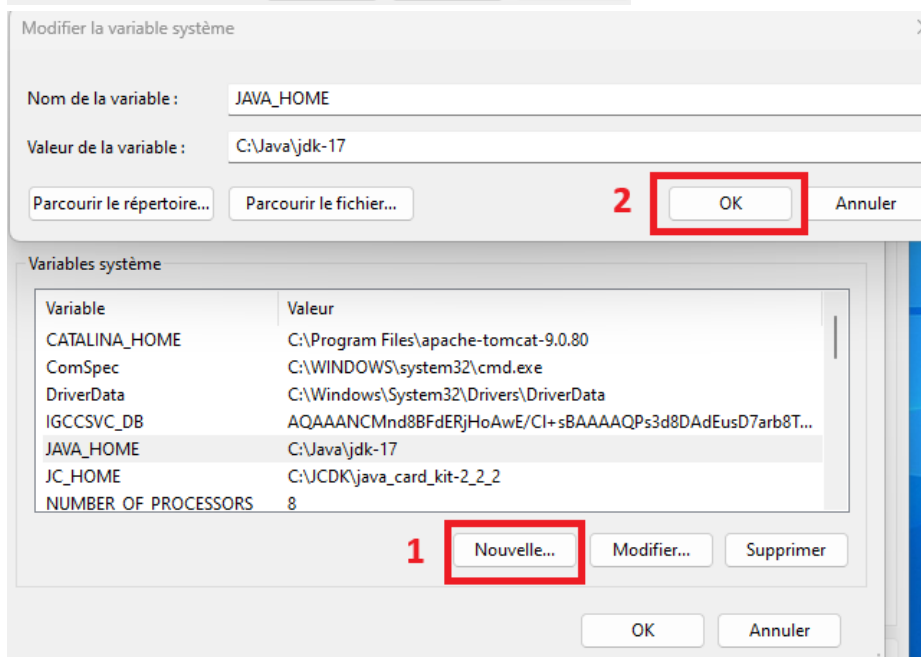 Modifier la variable système
Nom de la variable : JAVA_HOME
Valeur de la variable : C:\Java\jdk-17
Parcourir le répertoire... Parcourir le fichier... 2 OK Annuler
Variables système
Variable Valeur
CATALINA_HOME C:\Program Files\apache-tomcat-9.0.80
ComSpec C:\WINDOWS\system32\cmd.exe
DriverData C:\Windows\System32\Drivers\DriverData
IGCCSVC_DB AQAAANCMnd8BFdERjHoAwE/Cl+sBAAAAQPs3d8DAdEusD7arb8T...
JAVA_HOME C:\Java\jdk-17
JC_HOME C:\JCDK\java_card_kit-2_2_2
NUMBER_OF_PROCESSORS 8
1 Nouvelle... Modifier... Supprimer
OK Annuler